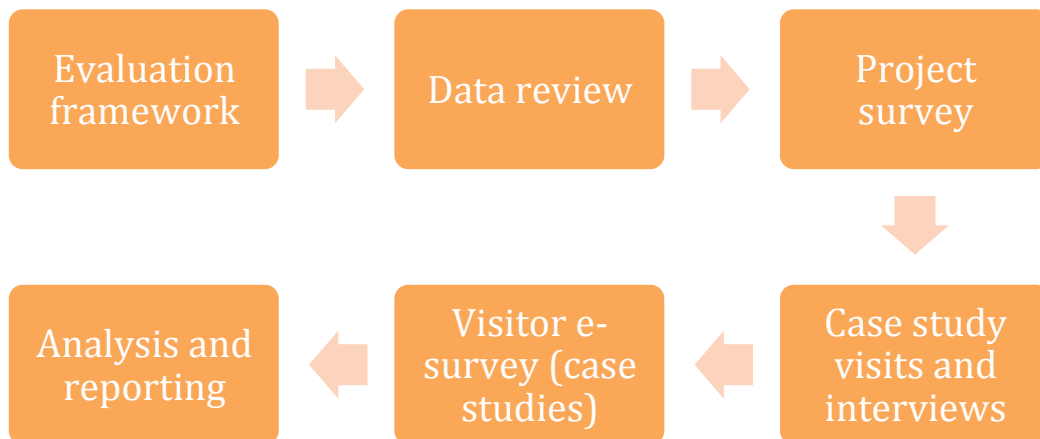 Evaluation
framework
Data review
Project
survey
Case study
visits and
interviews
Visitor e-
survey (case
studies)
Analysis and
reporting